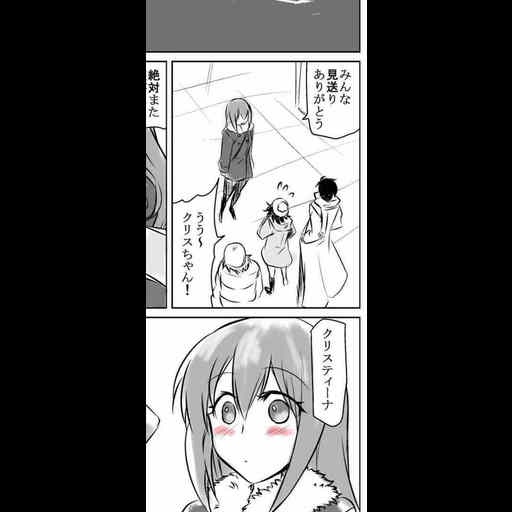 みんな
見送り
ありがとう
うう〜
クリスちゃん！
絶対また
クリスティーナ